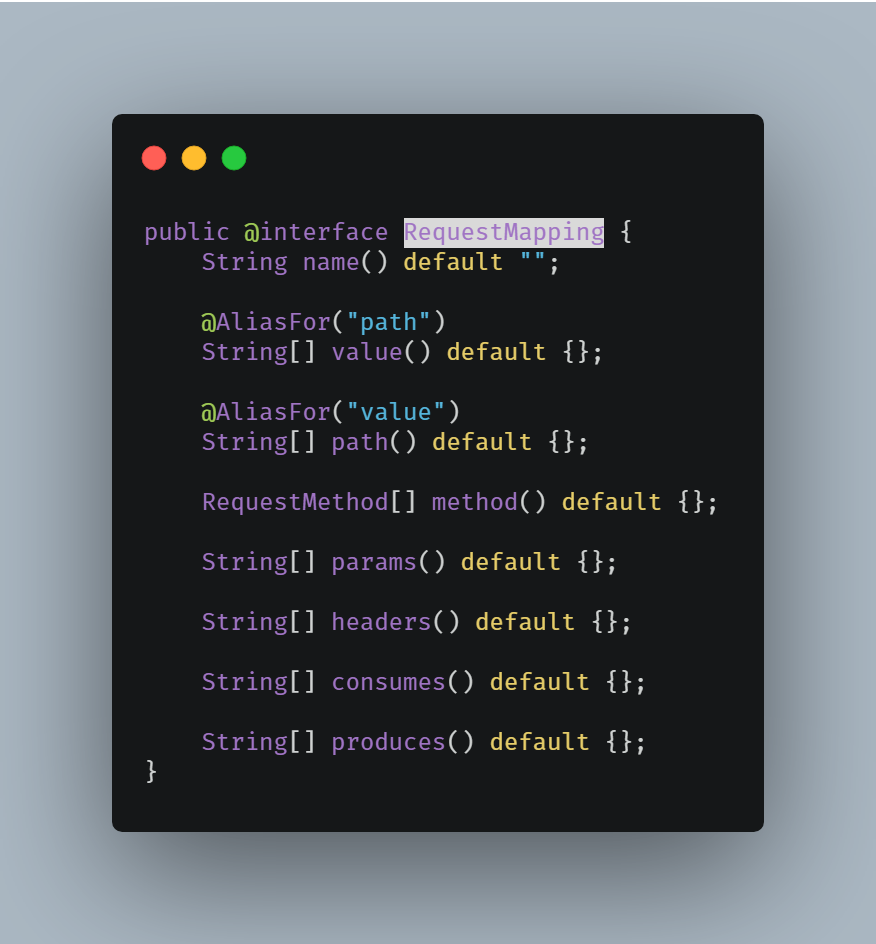 public @interface RequestMapping {
    String name() default "";

    @AliasFor("path")
    String[] value() default {};

    @AliasFor("value")
    String[] path() default {};

    RequestMethod[] method() default {};

    String[] params() default {};

    String[] headers() default {};

    String[] consumes() default {};

    String[] produces() default {};
}